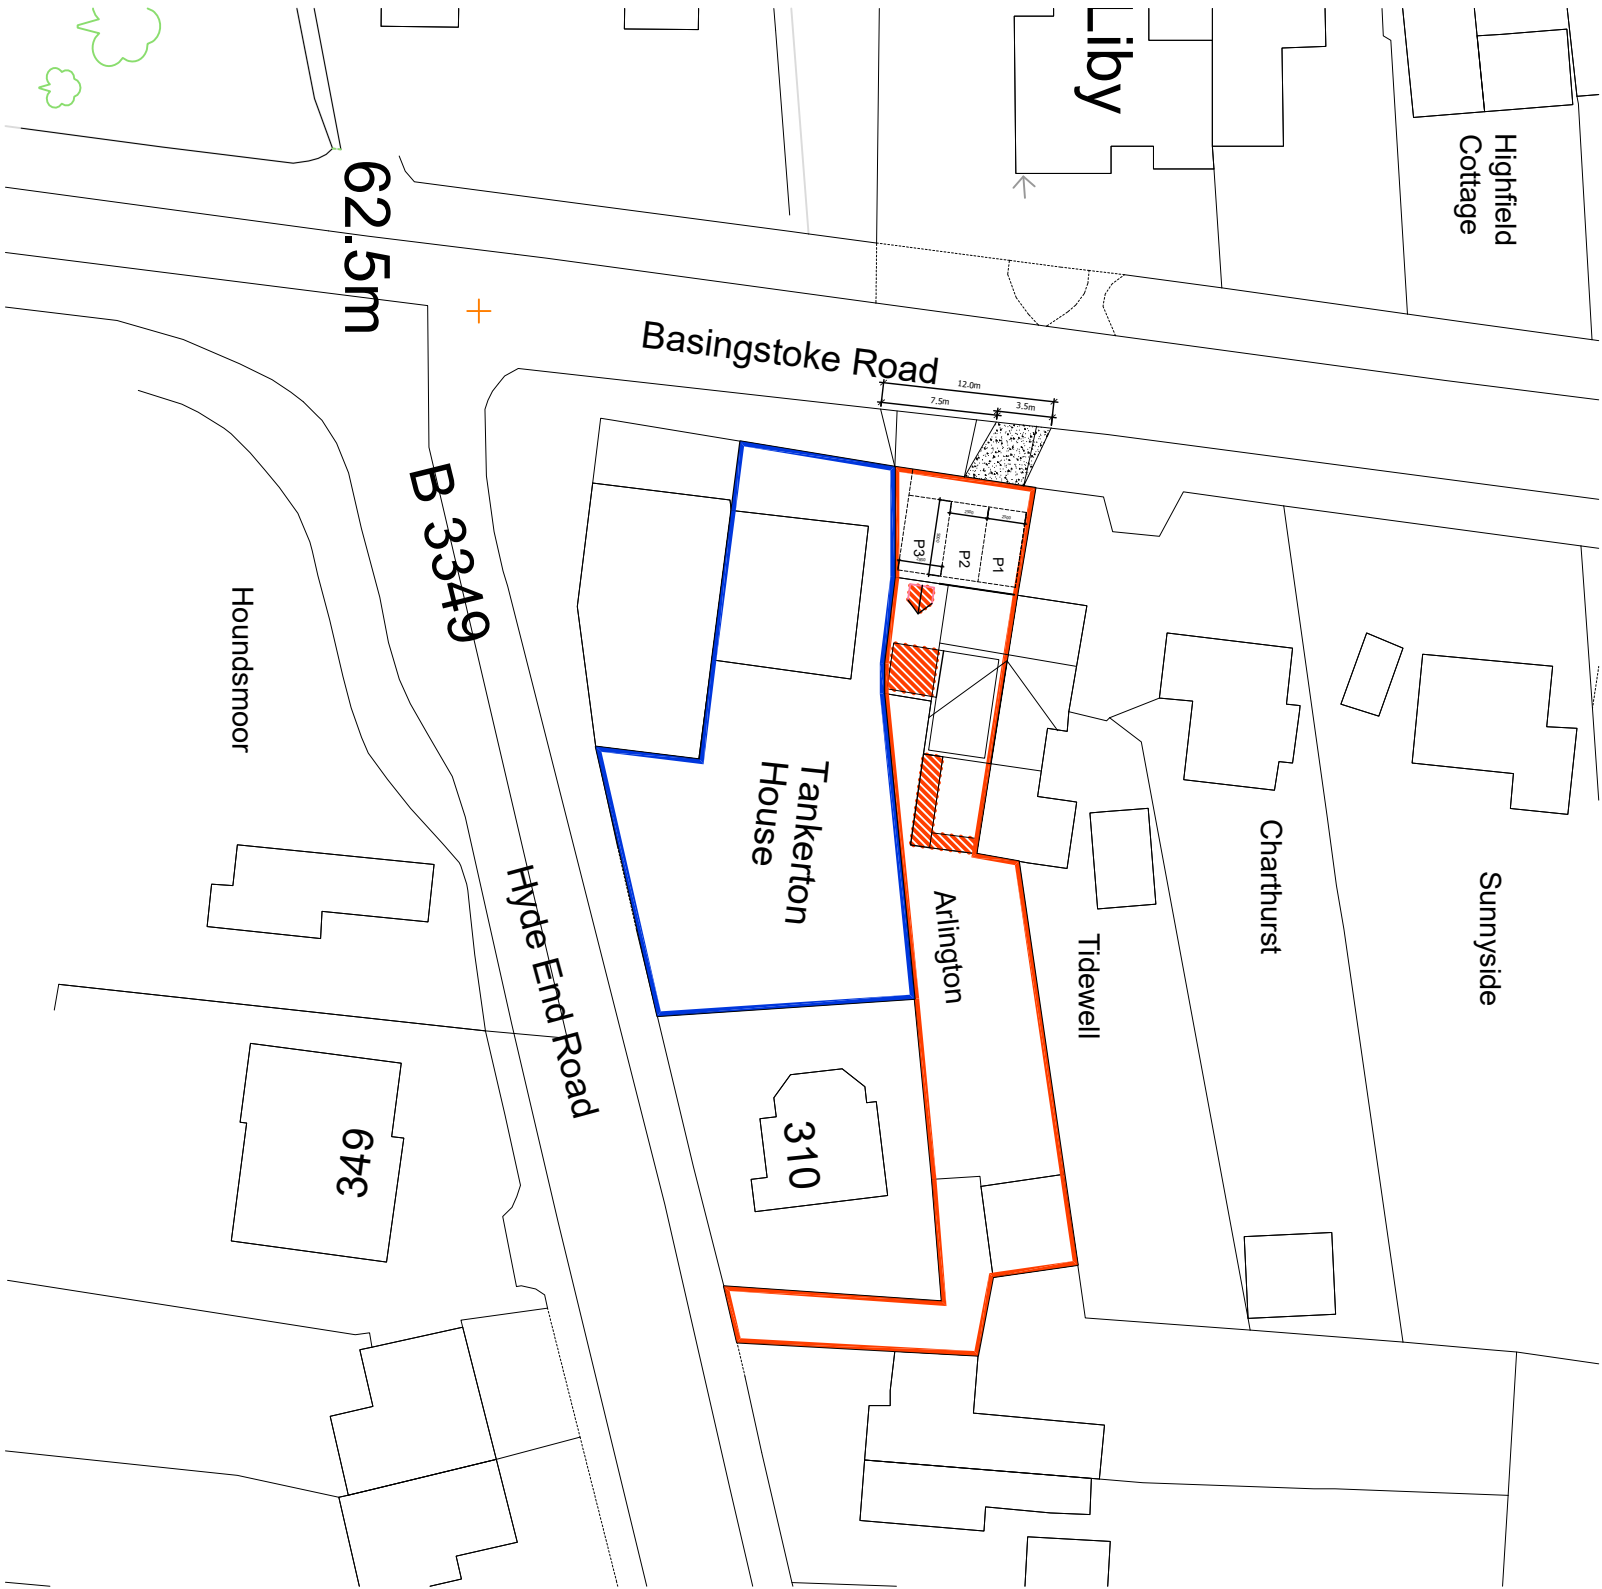 Liby
Highfield
Cottage
62.5m
Basingstoke Road
12.0m
7.5m
3.5m
B 3349
P3
P2
P1
Houndsmoor
Tankerton
House
Arlington
Tidewell
Charthurst
Sunnyside
Hyde End Road
310
349